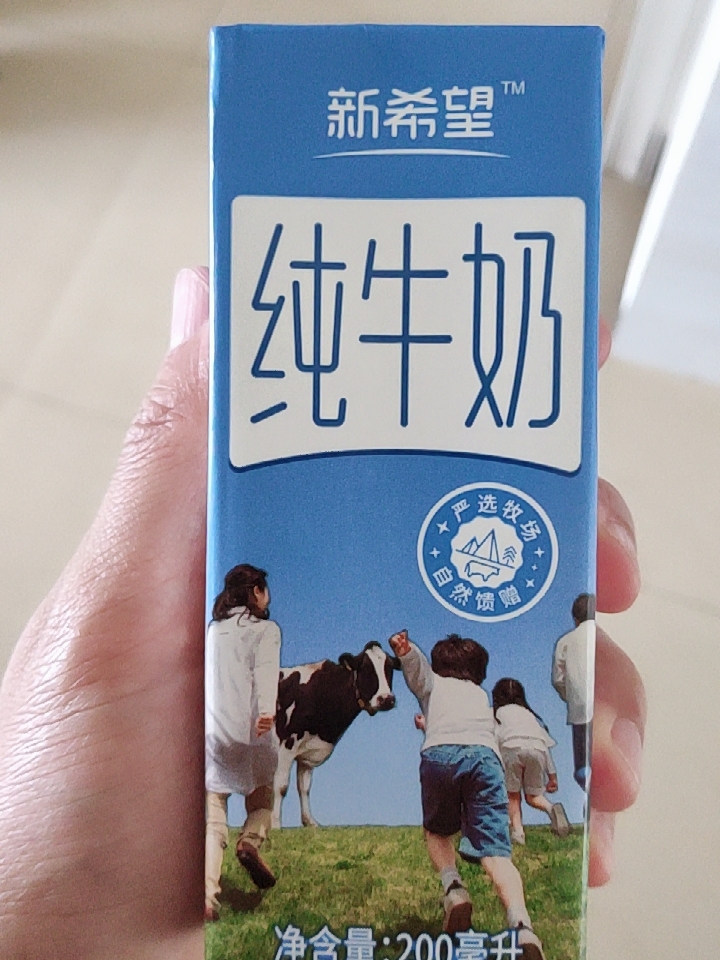 新希望™
纯牛奶
严选牧场
自然馈赠
净含量:200毫升